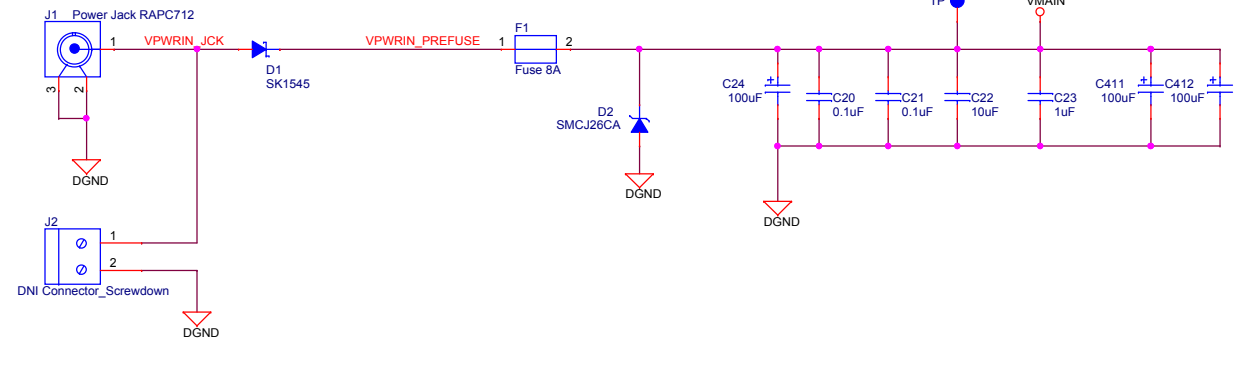 TP
VMAIN
J1 Power Jack RAPC712
1
VPWRIN_JCK
VPWRIN_PREFUSE
1
F1
2
D1
SK1545
Fuse 8A
3
2
C24
100uF
C20
0.1uF
C21
0.1uF
C22
10uF
C23
1uF
C411
100uF
C412
100uF
D2
SMCJ26CA
DGND
DGND
DGND
J2
1
2
DNI Connector_Screwdown
DGND